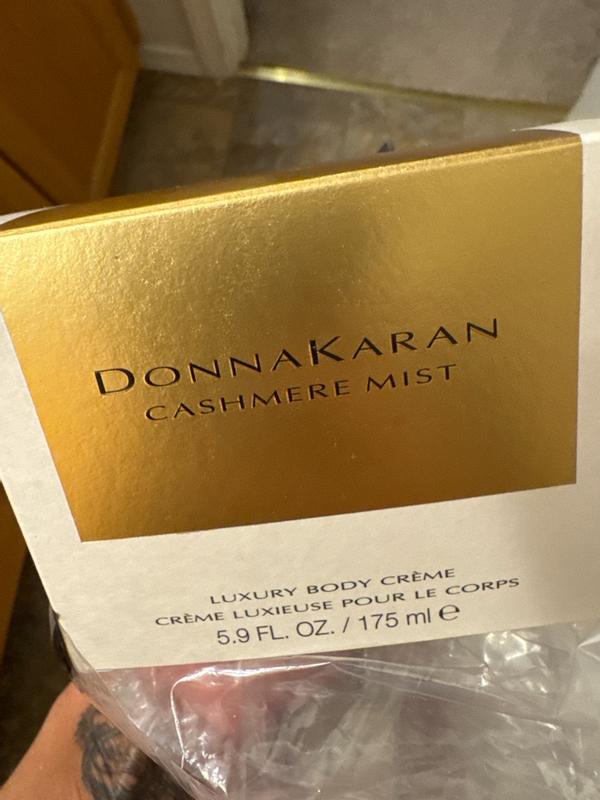 DONNAKARAN
CASHMERE MIST
LUXURY BODY CRÈME
CRÈME LUXIEUSE POUR LE CORPS
5.9 FL. OZ. / 175 ml ℮